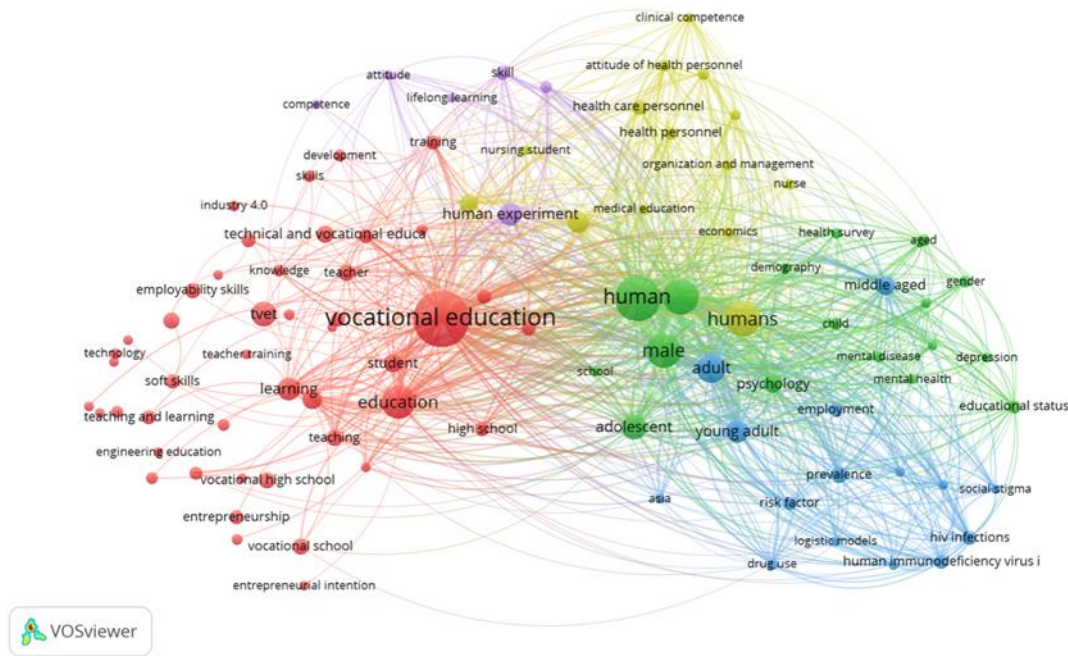 clinical competence
attitude of health personnel
attitude
skill
lifelong learning
competence
health care personnel
health personnel
training
nursing student
development
organization and management
skills
nurse
industry 4.0
human experiment
medical education
technical and vocational educa
economics
health survey
aged
knowledge
teacher
demography
gender
employability skills
middle aged
human
vocational education
humans
tvet
child
technology
teacher training
student
male
school
adult
mental disease
depression
soft skills
mental health
learning
psychology
education
educational status
teaching and learning
employment
high school
adolescent
young adult
teaching
engineering education
vocational high school
prevalence
asia
risk factor
social stigma
entrepreneurship
vocational school
logistic models
hiv infections
drug use
human immunodeficiency virus i
entrepreneurial intention
VOSviewer